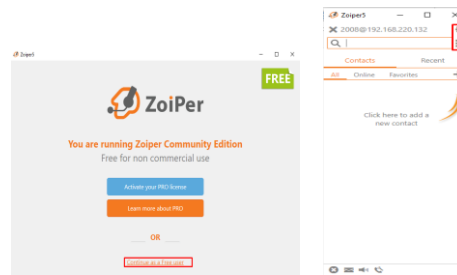 Zoiper5
FREE
ZoiPer
You are running Zoiper Community Edition
Free for non commercial use
Activate your PRO license
Learn more about PRO
OR
Continue as a Free user
Zoiper5
2008@192.168.220.132
Contacts
Recent
All
Online
Favorites
Click here to add a
new contact